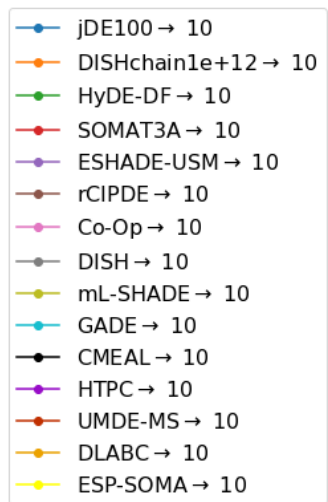 jDE100→ 10
DISHchain1e+12→ 10
HyDE-DF→ 10
SOMAT3A→ 10
ESHADE-USM→ 10
rCIPDE→ 10
Co-Op→ 10
DISH→ 10
mL-SHADE→ 10
GADE→ 10
CMEAL→ 10
HTPC→ 10
UMDE-MS→ 10
DLABC→ 10
ESP-SOMA→ 10